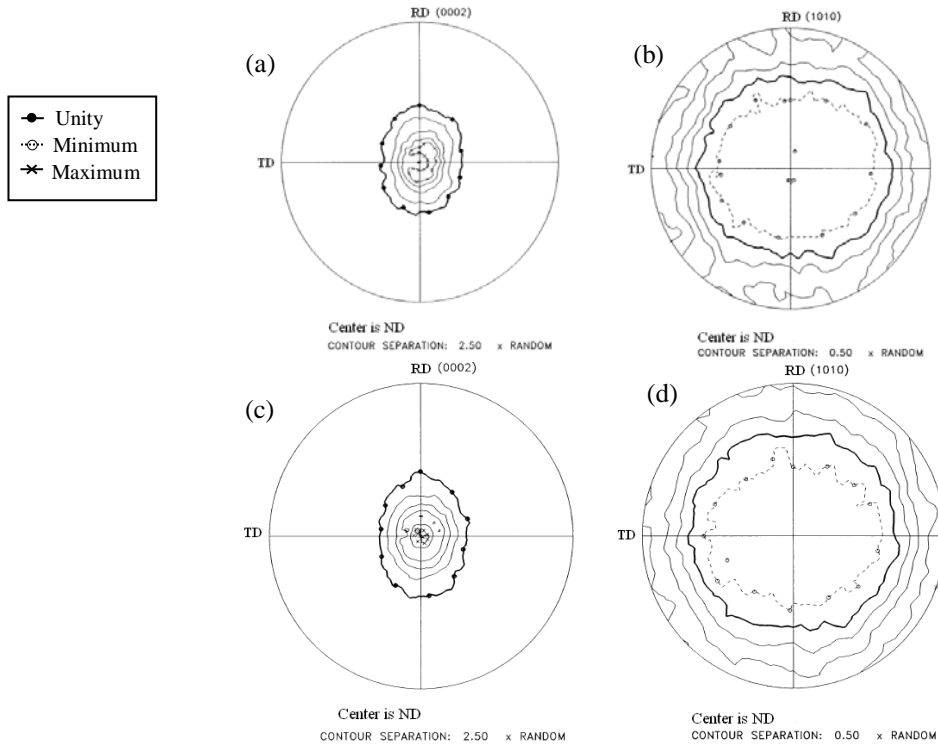 RD (0002)
(a)
TD
Center is ND
CONTOUR SEPARATION: 2.50 x RANDOM
RD (1010)
(b)
TD
Center is ND
CONTOUR SEPARATION: 0.50 x RANDOM
Unity
Minimum
Maximum
RD (0002)
(c)
TD
Center is ND
CONTOUR SEPARATION: 2.50 x RANDOM
RD (1010)
(d)
TD
Center is ND
CONTOUR SEPARATION: 0.50 x RANDOM